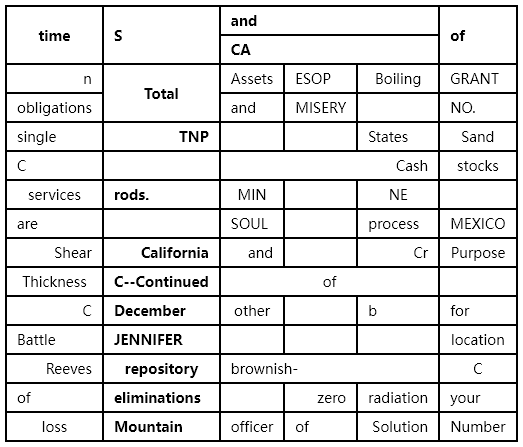 time S and of
CA
n Total Assets ESOP Boiling GRANT
obligations and MISERY NO.
single TNP States Sand
C Cash stocks
services rods. MIN NE
are SOUL process MEXICO
Shear California and Cr Purpose
Thickness C--Continued of
C December other b for
Battle JENNIFER location
Reeves repository brownish- C
of eliminations zero radiation your
loss Mountain officer of Solution Number